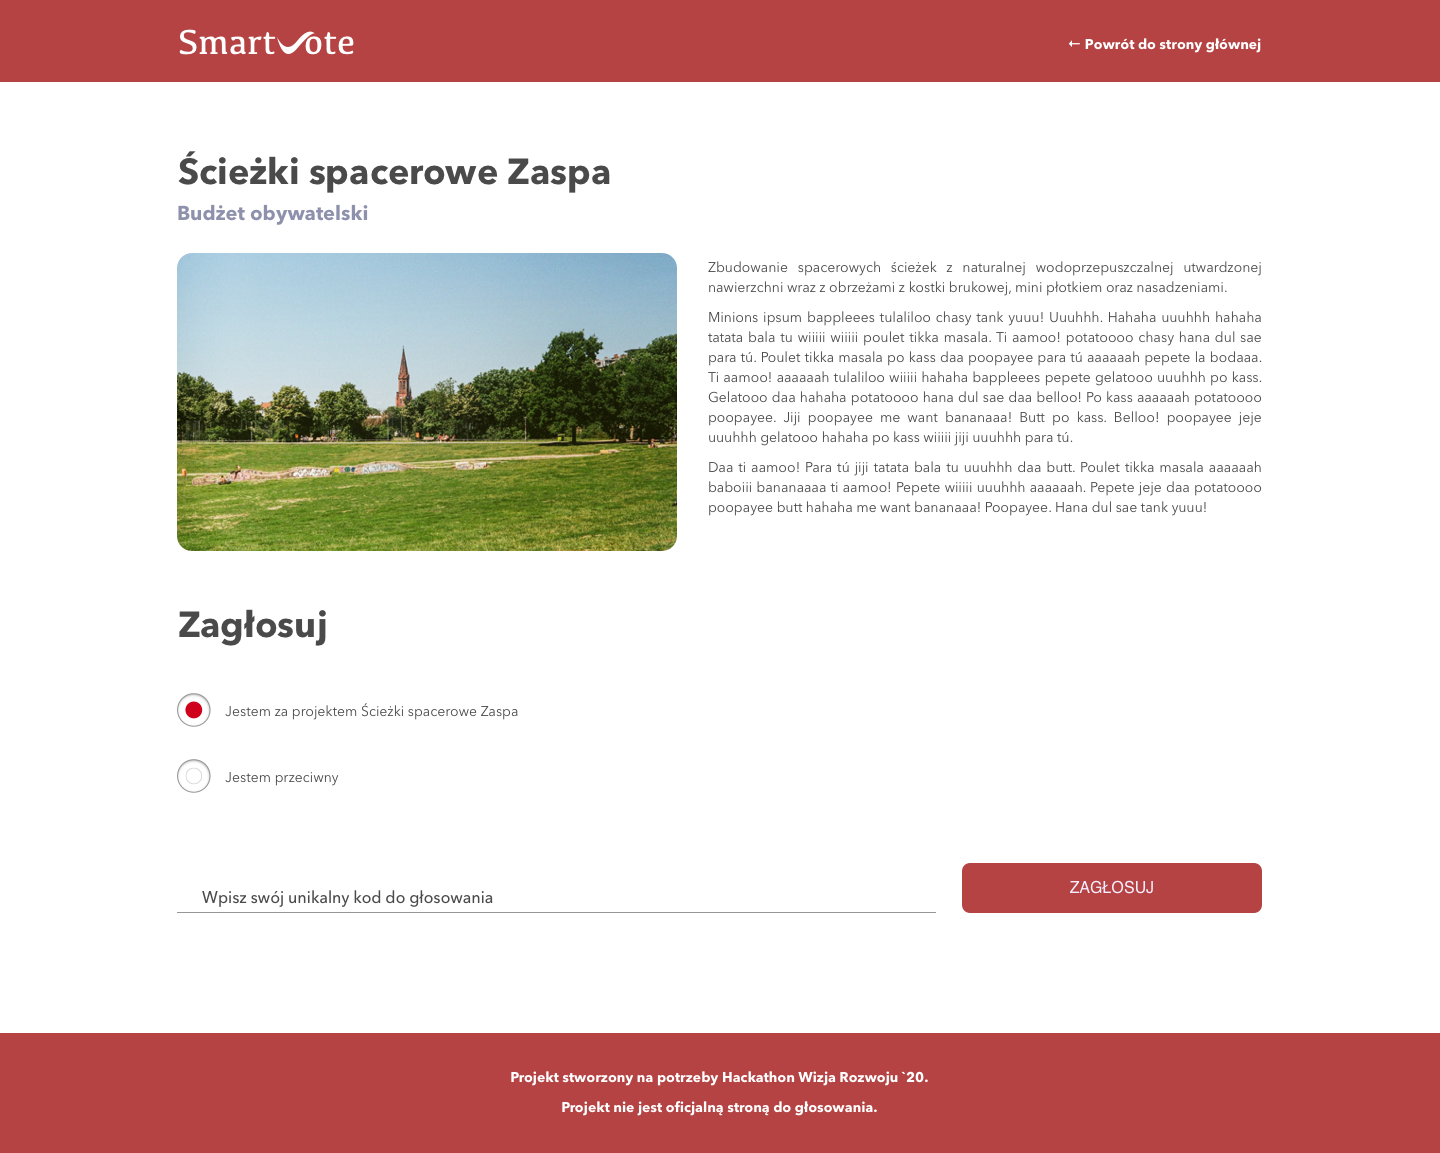 SmartVote
← Powrót do strony głównej
Ścieżki spacerowe Zaspa
Budżet obywatelski
Zbudowanie spacerowych ścieżek z naturalnej wodoprzepuszczalnej utwardzonej
nawierzchni wraz z obrzeżami z kostki brukowej, mini płotkiem oraz nasadzeniami.
Minions ipsum bappleees tulaliloo chasy tank yuuu! Uuuhhh. Hahaha uuuhhh hahaha
tatata bala tu wiiiii wiiiii poulet tikka masala. Ti aamoo! potatoooo chasy hana dul sae
para tú. Poulet tikka masala po kass daa poopayee para tú aaaaaah pepete la bodaaa.
Ti aamoo! aaaaaah tulaliloo wiiiii hahaha bappleees pepete gelatooo uuuhhh po kass.
Gelatooo daa hahaha potatoooo hana dul sae daa belloo! Po kass aaaaaah potatoooo
poopayee. Jiji poopayee me want bananaaa! Butt po kass. Belloo! poopayee jeje
uuuhhh gelatooo hahaha po kass wiiiii jiji uuuhhh para tú.
Daa ti aamoo! Para tú jiji tatata bala tu uuuhhh daa butt. Poulet tikka masala aaaaaah
baboiii bananaaaa ti aamoo! Pepete wiiiii uuuhhh aaaaaah. Pepete jeje daa potatoooo
poopayee butt hahaha me want bananaaa! Poopayee. Hana dul sae tank yuuu!
Zagłosuj
Jestem za projektem Ścieżki spacerowe Zaspa
Jestem przeciwny
Wpisz swój unikalny kod do głosowania
ZAGŁOSUJ
Projekt stworzony na potrzeby Hackathon Wizja Rozwoju `20.
Projekt nie jest oficjalną stroną do głosowania.